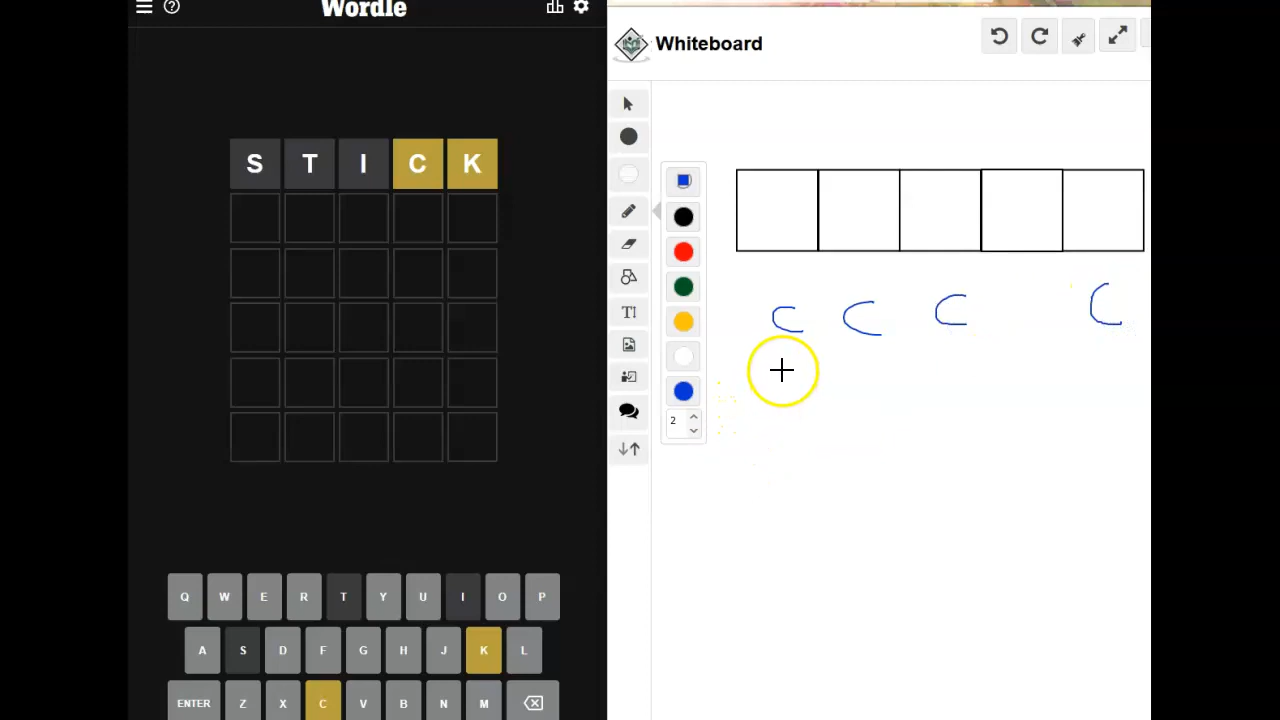 Wordle
Whiteboard
S T I C K
C C C C
2
Q W E R T Y U I O P
A S D F G H J K L
ENTER Z X C V B N M